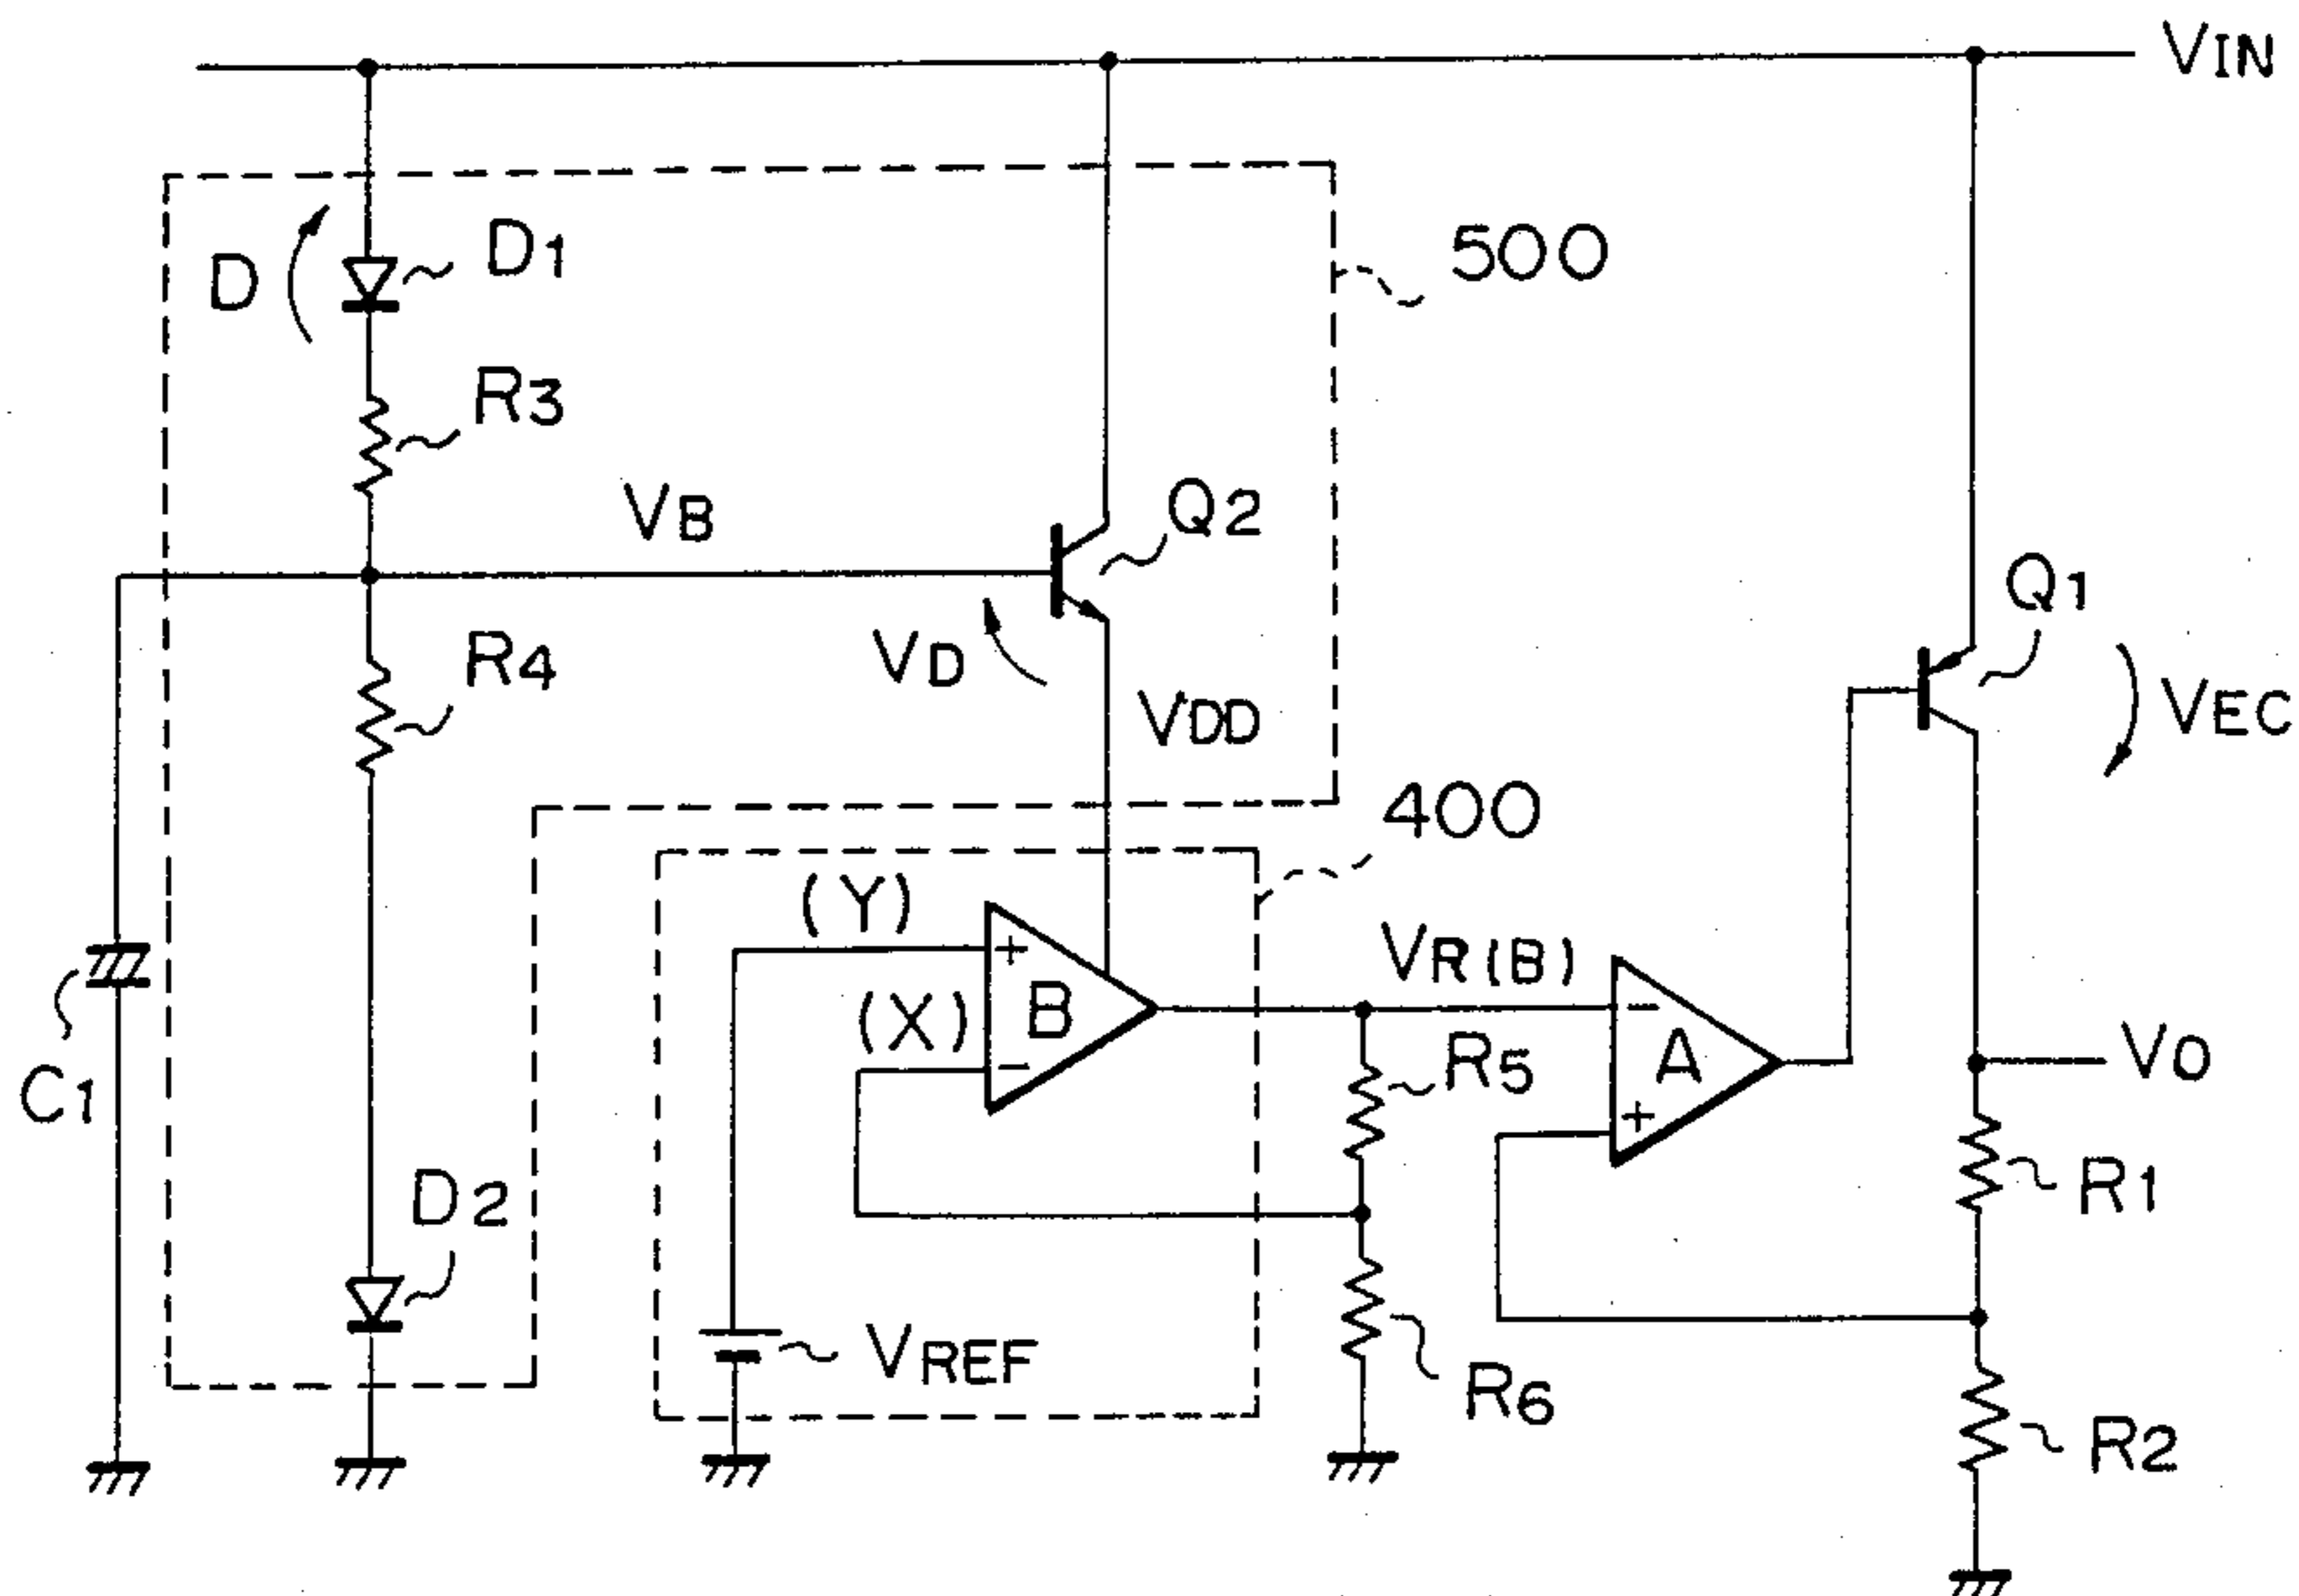 VIN
500
D
D1
R3
VB
Q2
Q1
R4
VD
VDD
VEC
400
(Y)
+
VR(B)
(X)
B
−
−
R5
A
VO
C1
+
R1
D2
VREF
R6
R2